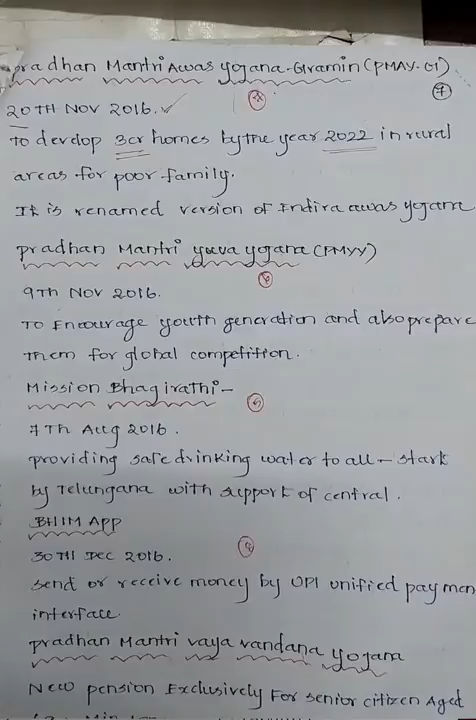 pradhan Mantri Awas yogana-Gramin (PMAY-G)
7
20TH NOV 2016.
To develop 3cr homes by the year 2022 in rural
areas for poor family.
It is renamed version of Indira awas yogana
pradhan Mantri yuva yogana (PMYY)
9TH NOV 2016.
To Encourage youth generation and also prepare
them for global competition.
Mission Bhagirathi-
7TH Aug 2016.
providing safe drinking water to all - start
by Telungana with support of central.
BHIM App
30TH Dec 2016.
send or receive money by UPI unified paymen
interface.
pradhan Mantri vaya vandana yogana
New pension Exclusively For senior citizen Aged